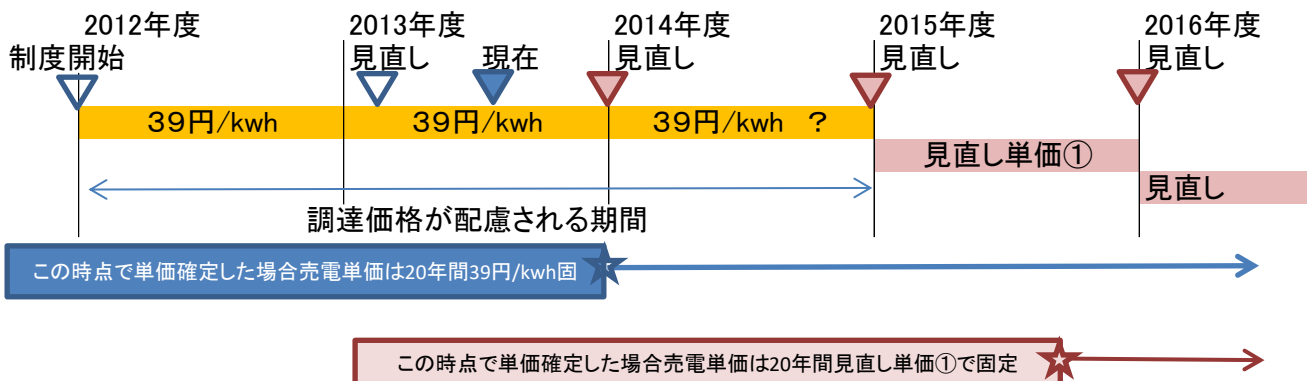 2012年度
2013年度
2014年度
2015年度
2016年度
制度開始
見直し
現在
見直し
見直し
見直し
39円/kwh
39円/kwh
39円/kwh ?
見直し単価①
見直し
調達価格が配慮される期間
この時点で単価確定した場合売電単価は20年間39円/kwh固
この時点で単価確定した場合売電単価は20年間見直し単価①で固定